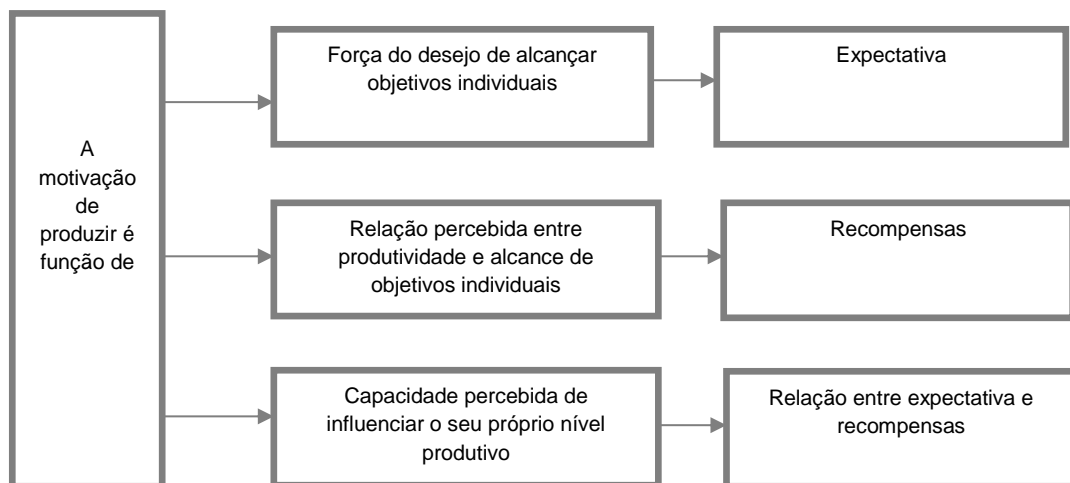 A
motivação
de
produzir é
função de
Força do desejo de alcançar
objetivos individuais
Expectativa
Relação percebida entre
produtividade e alcance de
objetivos individuais
Recompensas
Capacidade percebida de
influenciar o seu próprio nível
produtivo
Relação entre expectativa e
recompensas